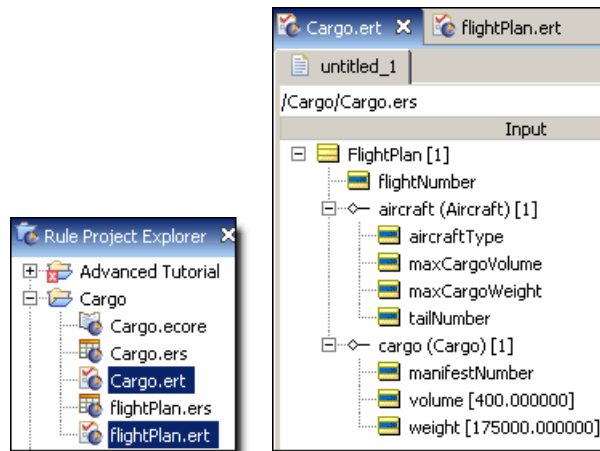 Rule Project Explorer
Advanced Tutorial
Cargo
Cargo.ecore
Cargo.ers
Cargo.ert
flightPlan.ers
flightPlan.ert
Cargo.ert flightPlan.ert
untitled_1
/Cargo/Cargo.ers
Input
FlightPlan [1]
flightNumber
aircraft (Aircraft) [1]
aircraftType
maxCargoVolume
maxCargoWeight
tailNumber
cargo (Cargo) [1]
manifestNumber
volume [400.000000]
weight [175000.000000]